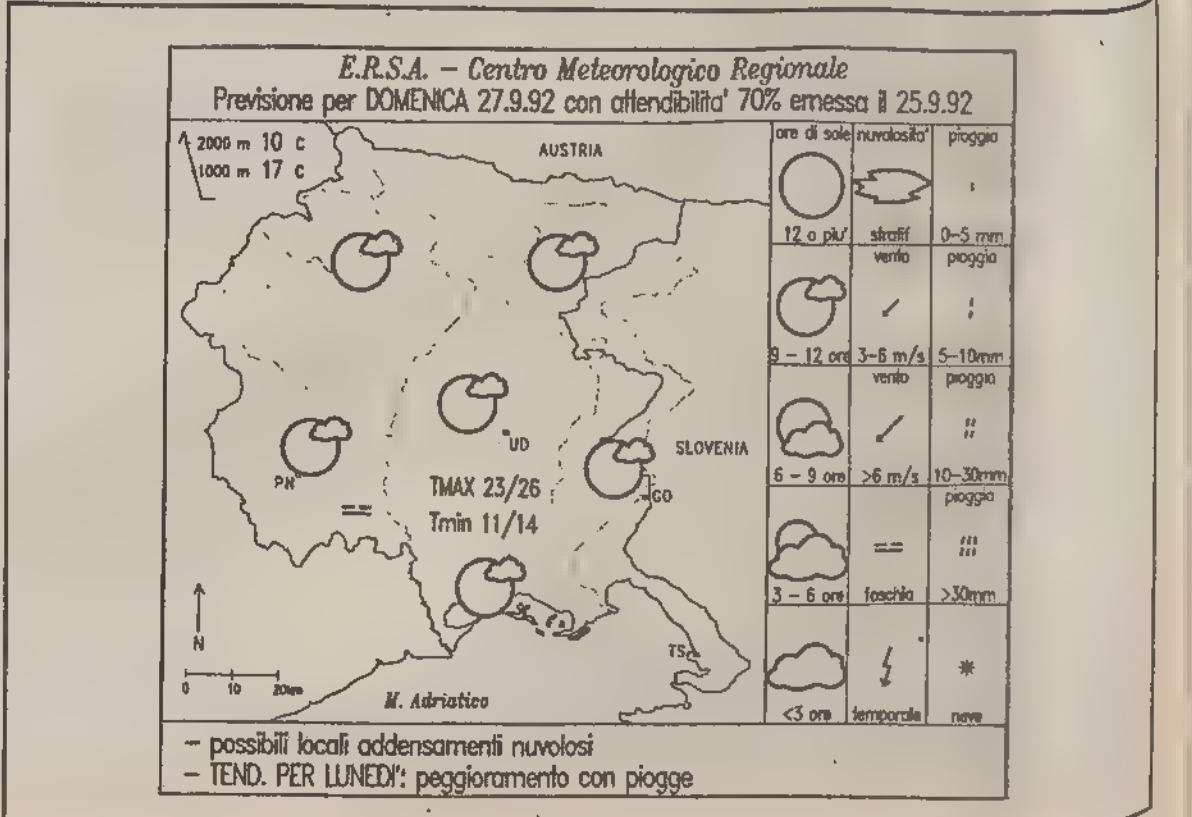 E.R.S.A. – Centro Meteorologico Regionale
Previsione per DOMENICA 27.9.92 con attendibilita' 70% emessa il 25.9.92
2000 m 10 c
1000 m 17 c
AUSTRIA
UD
SLOVENIA
PN
TMAX 23/26
GO
Tmin 11/14
N
TS
0 10 20km
M. Adriatico
ore di sole nuvolosita' pioggia
12 o piu' stratif 0-5 mm
vento pioggia
9 - 12 ore 3-6 m/s 5-10mm
vento pioggia
6 - 9 ore >6 m/s 10-30mm
pioggia
3 - 6 ore foschia >30mm
<3 ore temporale neve
– possibili locali addensamenti nuvolosi
– TEND. PER LUNEDI': peggioramento con piogge